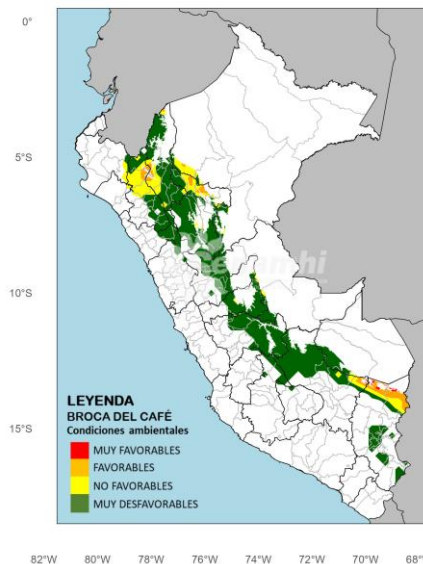 0°
5°S
10°S
15°S
Senamhi
LEYENDA
BROCA DEL CAFÉ
Condiciones ambientales
MUY FAVORABLES
FAVORABLES
NO FAVORABLES
MUY DESFAVORABLES
82°W 80°W 78°W 76°W 74°W 72°W 70°W